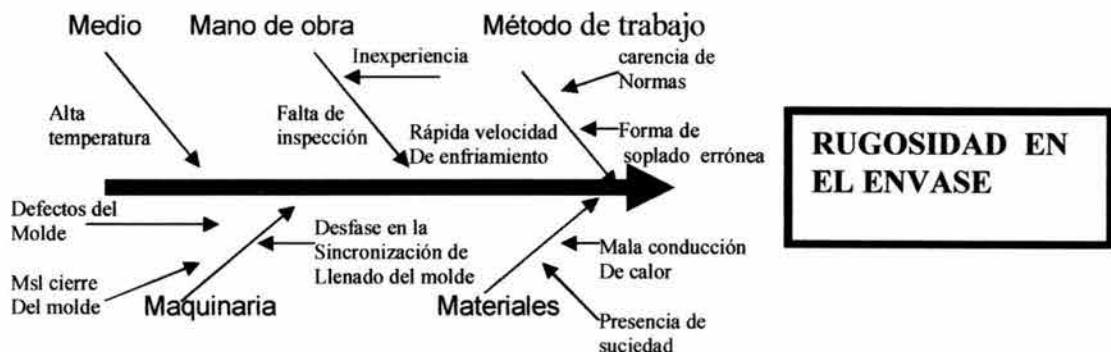 Medio
Mano de obra
Método de trabajo
Inexperiencia
carencia de
Normas
Alta
temperatura
Falta de
inspección
Rápida velocidad
De enfriamiento
Forma de
soplado errónea
RUGOSIDAD EN
EL ENVASE
Defectos del
Molde
Desfase en la
Sincronización de
Llenado del molde
Mala conducción
De calor
Msl cierre
Del molde
Maquinaria
Materiales
Presencia de
suciedad